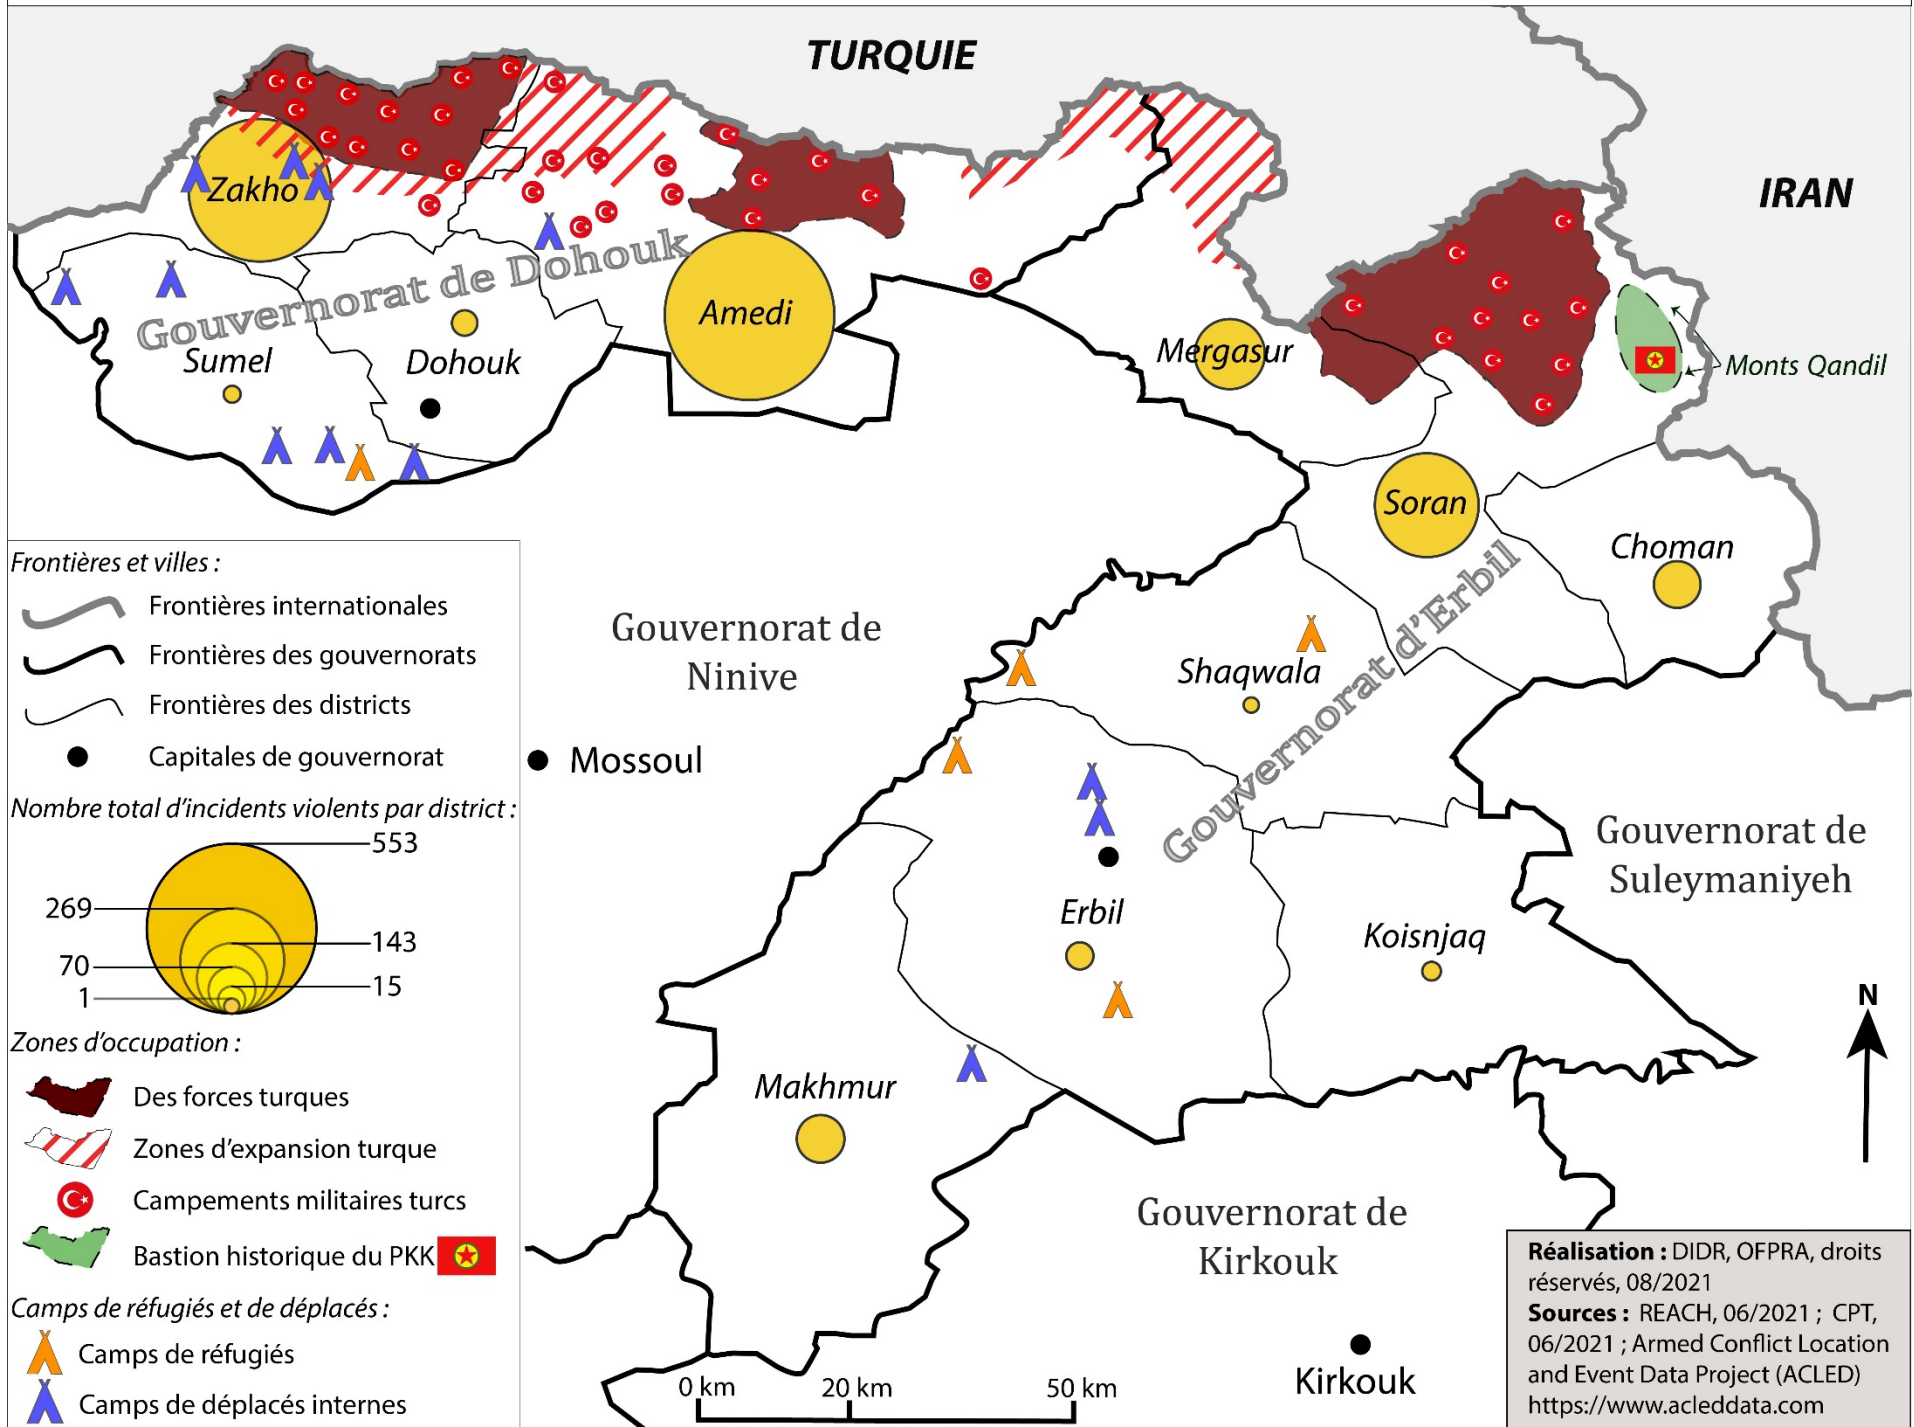 TURQUIE
IRAN
Zakho
Gouvernorat de Dohouk
Amedi
Sumel
Dohouk
Mergasur
Monts Qandil
Soran
Choman
Gouvernorat d'Erbil
Shaqwala
Gouvernorat de
Ninive
Mossoul
Erbil
Koisnjaq
Gouvernorat de
Suleymaniyeh
Makhmur
Gouvernorat de
Kirkouk
Kirkouk
N
0 km
20 km
50 km
Frontières et villes :
Frontières internationales
Frontières des gouvernorats
Frontières des districts
Capitales de gouvernorat
Nombre total d'incidents violents par district :
553
269
143
70
15
1
Zones d'occupation :
Des forces turques
Zones d'expansion turque
Campements militaires turcs
Bastion historique du PKK
Camps de réfugiés et de déplacés :
Camps de réfugiés
Camps de déplacés internes
Réalisation : DIDR, OFPRA, droits
réservés, 08/2021
Sources : REACH, 06/2021 ; CPT,
06/2021 ; Armed Conflict Location
and Event Data Project (ACLED)
https://www.acleddata.com